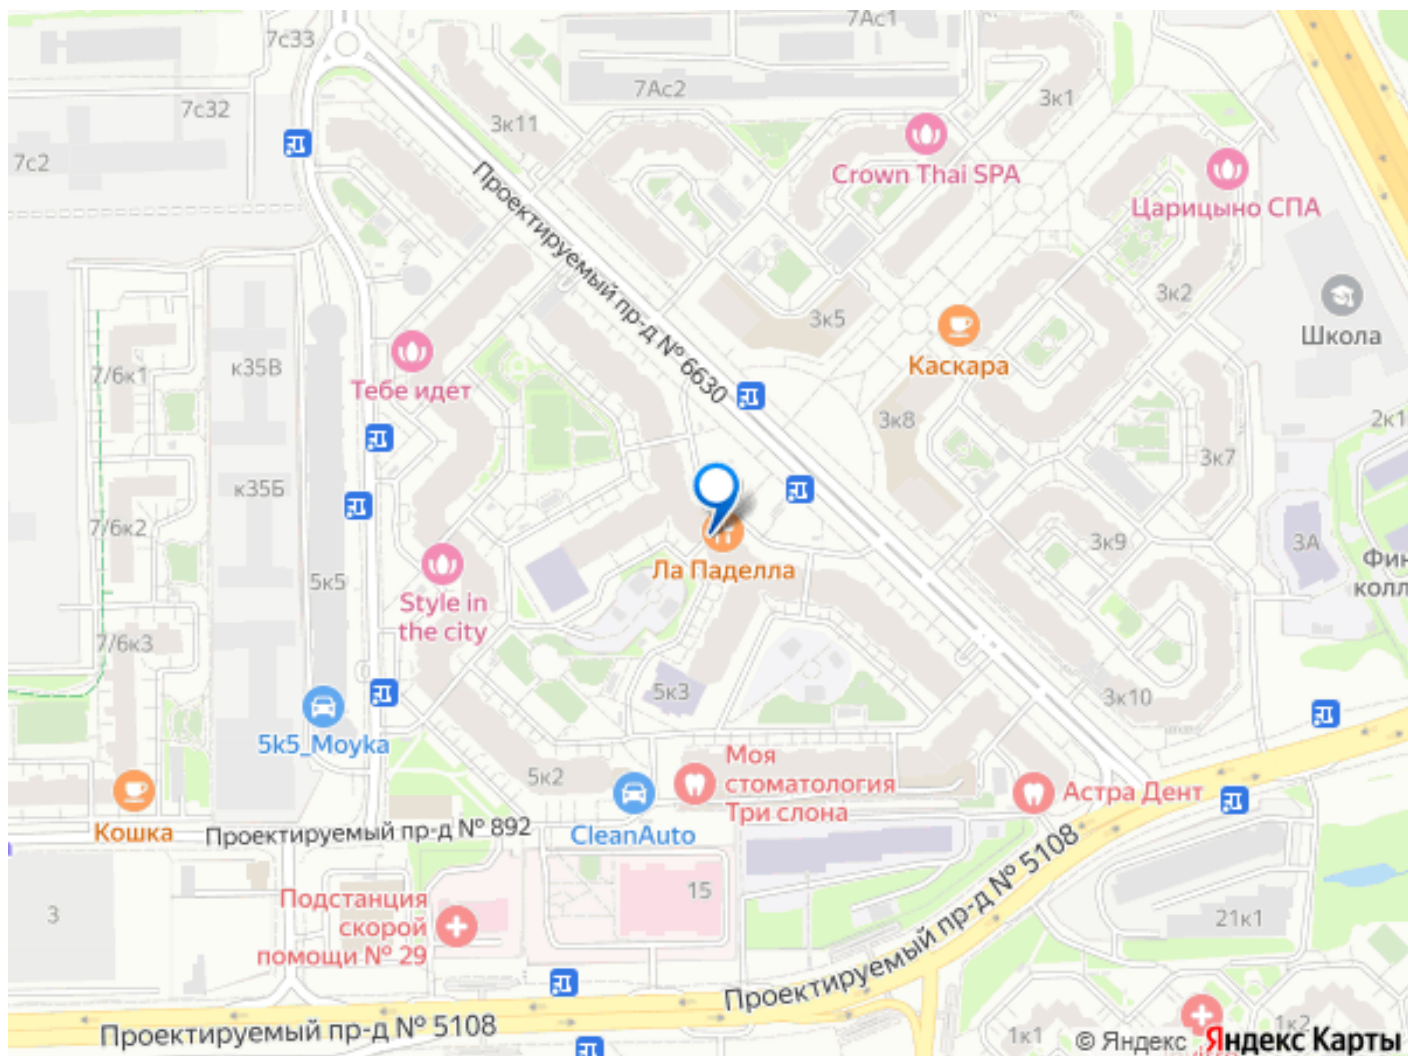 7Ас1
7с33
7Ас2
7с32
3к1
3к11
7с2
Crown Thai SPA
Проектируемый пр-д № 6630
Царицыно СПА
3к2
3к5
Школа
Каскара
к35В
7/6к1
Тебе идет
3к8
2к1
3к7
к35Б
7/6к2
3к9
3А
Фин
колл
Ла Паделла
5к5
Style in
the city
7/6к3
5к3
3к10
5k5_Moyka
Моя
стоматология
Три слона
5к2
Астра Дент
Кошка
Проектируемый пр-д № 892
CleanAuto
Проектируемый пр-д № 5108
15
Подстанция
скорой
помощи № 29
3
21к1
Проектируемый пр-д № 5108
1к1
1к2
© Яндекс Яндекс Карты